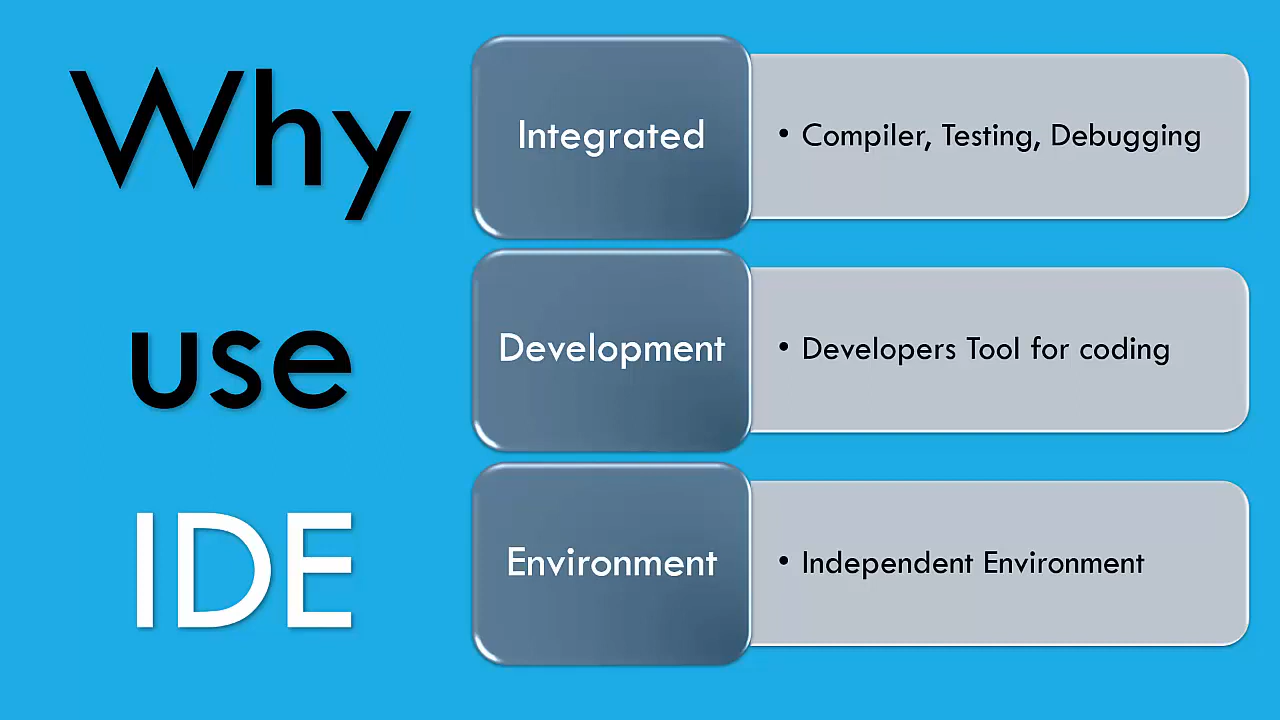 Why
use
IDE
Integrated
• Compiler, Testing, Debugging
Development
• Developers Tool for coding
Environment
• Independent Environment